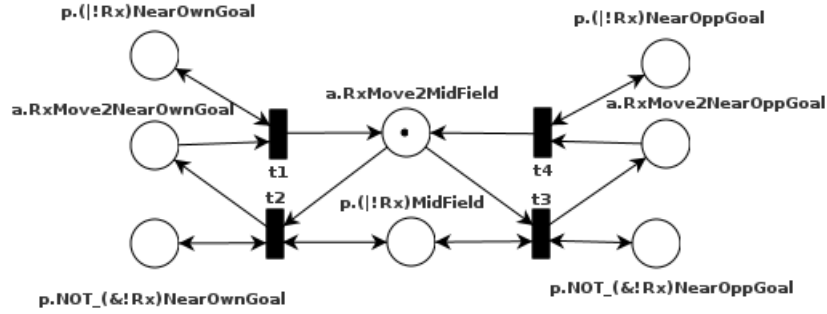 p.(|!Rx)NearOwnGoal
p.(|!Rx)NearOppGoal
a.RxMove2NearOwnGoal
a.RxMove2MidField
a.RxMove2NearOppGoal
t1
t4
t2
p.(|!Rx)MidField
t3
p.NOT_(&!Rx)NearOwnGoal
p.NOT_(&!Rx)NearOppGoal